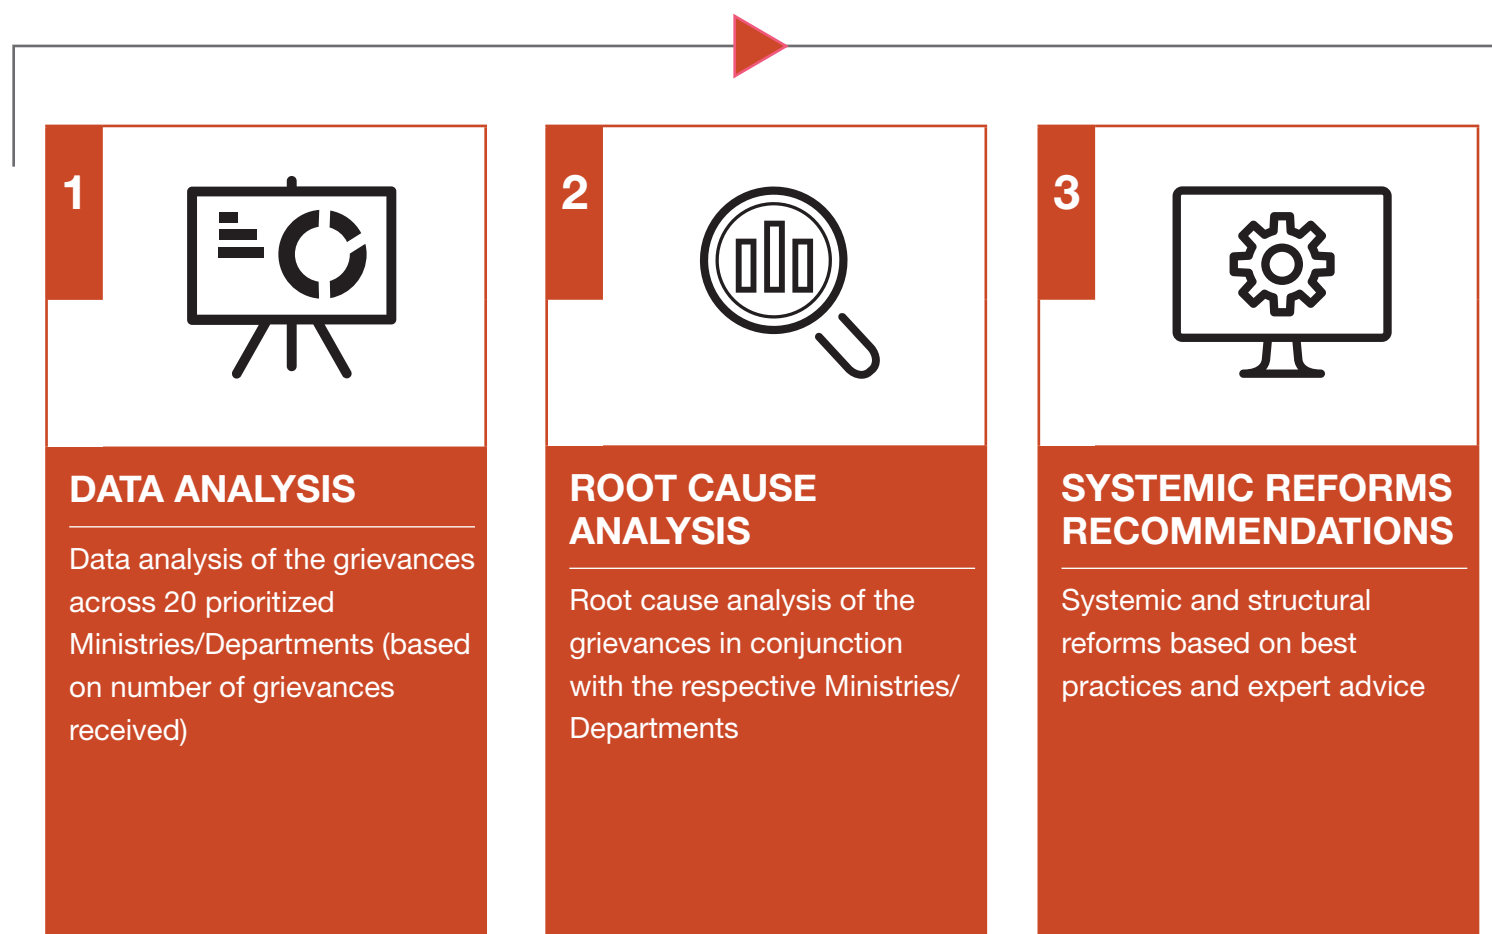 1
DATA ANALYSIS
Data analysis of the grievances
across 20 prioritized
Ministries/Departments (based
on number of grievances
received)
2
ROOT CAUSE
ANALYSIS
Root cause analysis of the
grievances in conjunction
with the respective Ministries/
Departments
3
SYSTEMIC REFORMS
RECOMMENDATIONS
Systemic and structural
reforms based on best
practices and expert advice